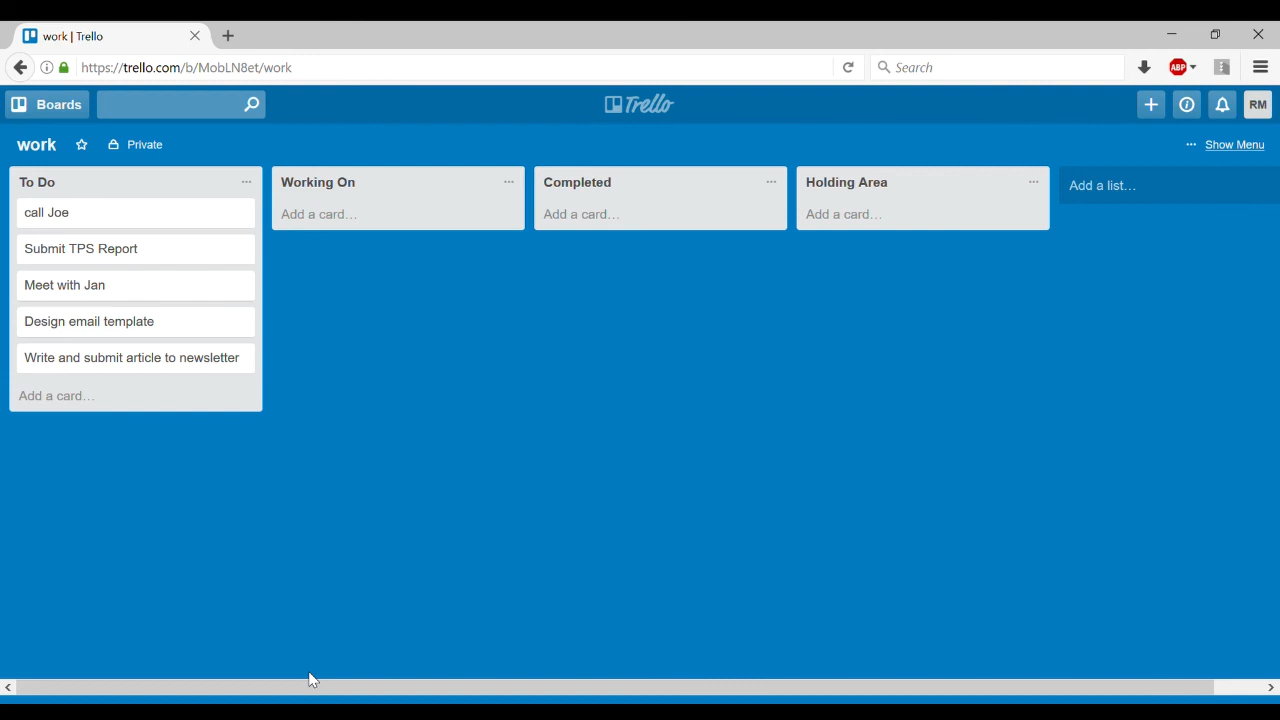 work | Trello
https://trello.com/b/MobLN8et/work
Search
ABP
Boards
Trello
RM
work
Private
Show Menu
To Do
call Joe
Submit TPS Report
Meet with Jan
Design email template
Write and submit article to newsletter
Add a card…
Working On
Add a card…
Completed
Add a card…
Holding Area
Add a card…
Add a list…